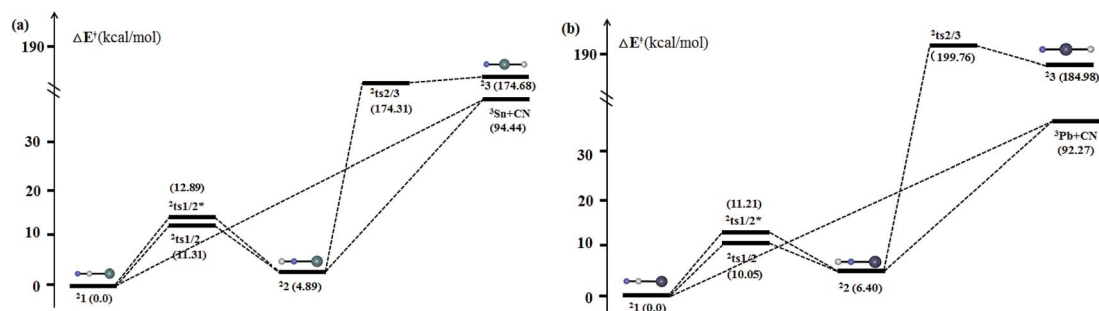 (a)
ΔE‡(kcal/mol)
190
30
20
10
0
(12.89)
²ts1/2*
²ts1/2
(11.31)
²1 (0.0)
²2 (4.89)
²ts2/3
(174.31)
²3 (174.68)
³Sn+CN
(94.44)
(b)
ΔE‡(kcal/mol)
190
30
20
10
0
(11.21)
²ts1/2*
²ts1/2
(10.05)
²1 (0.0)
²2 (6.40)
²ts2/3
(199.76)
²3 (184.98)
³Pb+CN
(92.27)